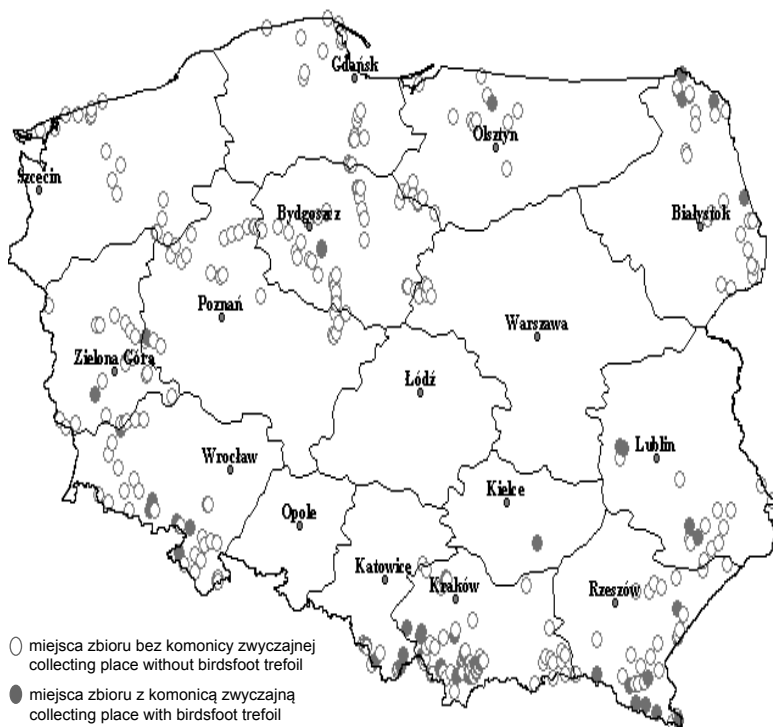 Gdańsk
Olsztyn
Szczecin
Bydgoszcz
Białystok
Poznań
Warszawa
Zielona Góra
Łódź
Lublin
Wrocław
Kielce
Opole
Katowice
Kraków
Rzeszów
miejsca zbioru bez komonicy zwyczajnej
collecting place without birdsfoot trefoil
miejsca zbioru z komonicą zwyczajną
collecting place with birdsfoot trefoil